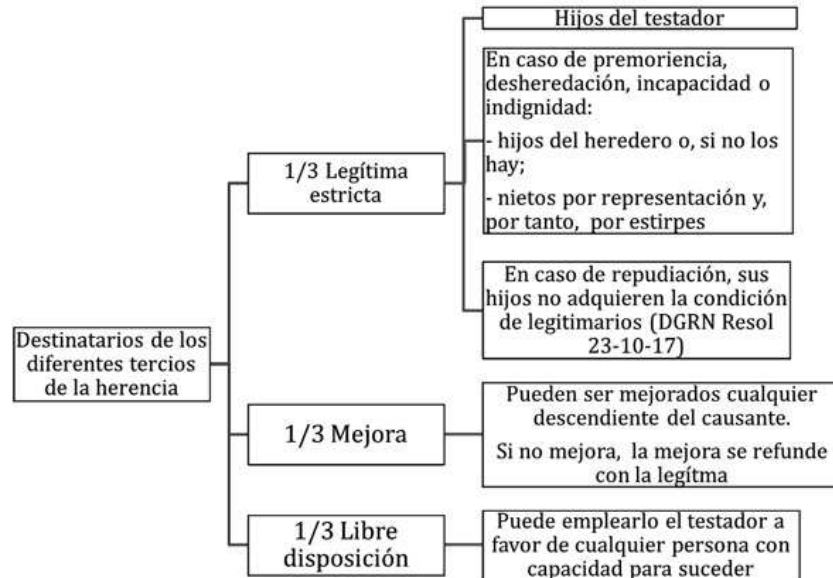 Destinatarios de los
diferentes tercios
de la herencia
1/3 Legítima
estricta
Hijos del testador
En caso de premoriencia,
desheredación, incapacidad o
indignidad:
- hijos del heredero o, si no los
hay;
- nietos por representación y,
por tanto, por estirpes
En caso de repudiación, sus
hijos no adquieren la condición
de legitimarios (DGRN Resol
23-10-17)
1/3 Mejora
Pueden ser mejorados cualquier
descendiente del causante.
Si no mejora, la mejora se refunde
con la legítma
1/3 Libre
disposición
Puede emplearlo el testador a
favor de cualquier persona con
capacidad para suceder